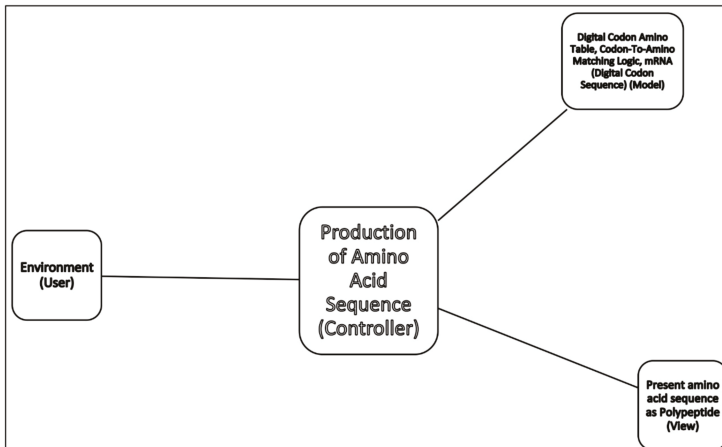 Digital Codon Amino
Table, Codon-To-Amino
Matching Logic, mRNA
(Digital Codon
Sequence) (Model)
Environment
(User)
Production
of Amino
Acid
Sequence
(Controller)
Present amino
acid sequence
as Polypeptide
(View)